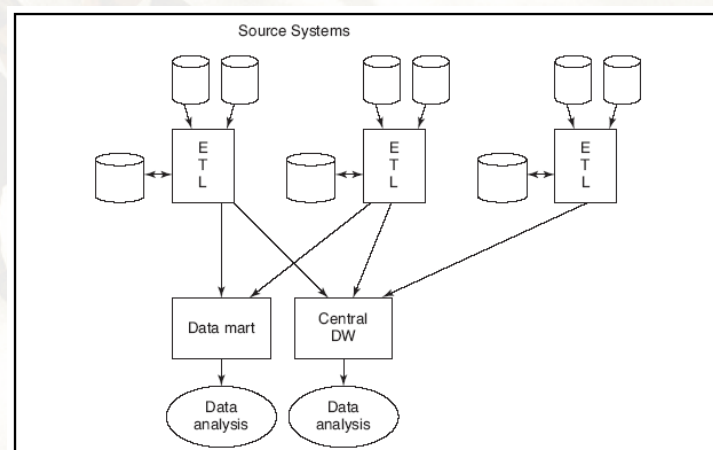 Source Systems
E
T
L
E
T
L
E
T
L
Data mart
Central
DW
Data
analysis
Data
analysis